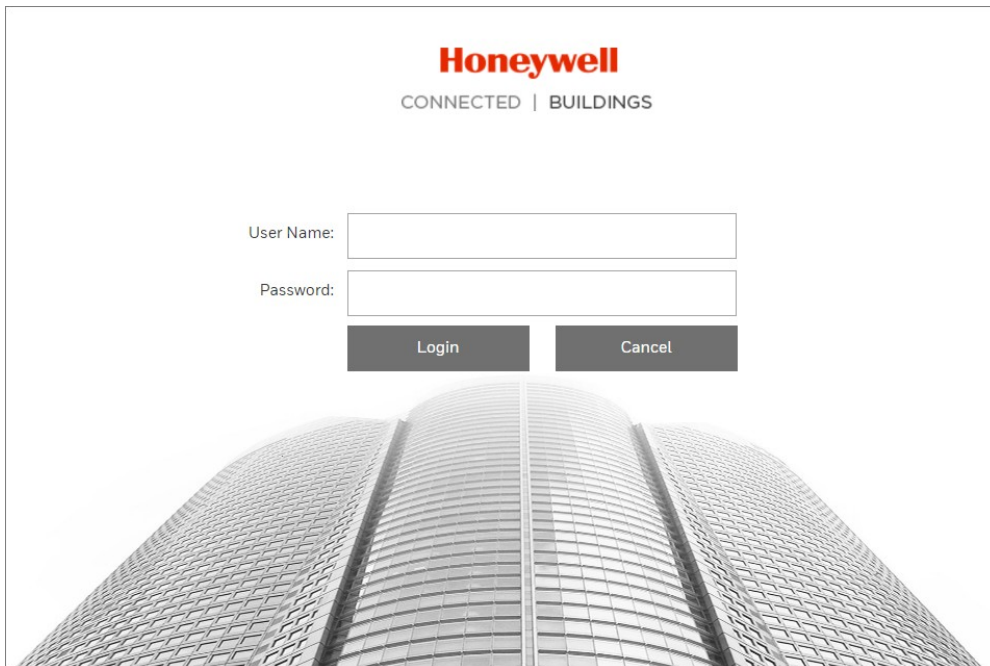 Honeywell
CONNECTED | BUILDINGS
User Name:
Password:
Login Cancel